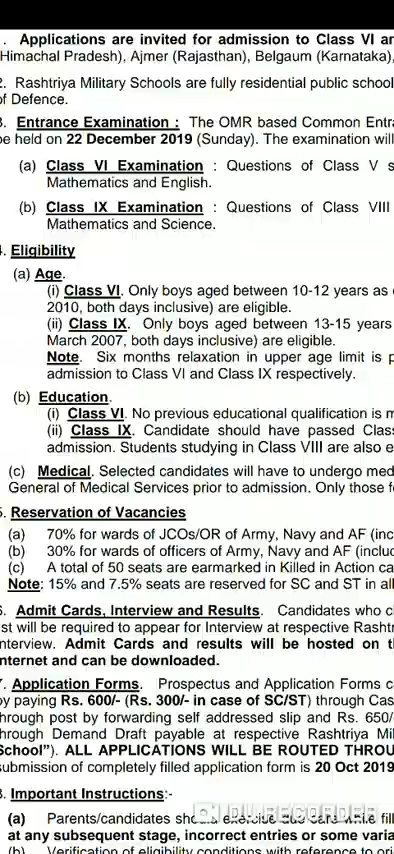 . Applications are invited for admission to Class VI an
Himachal Pradesh), Ajmer (Rajasthan), Belgaum (Karnataka),
2. Rashtriya Military Schools are fully residential public school
of Defence.
3. Entrance Examination : The OMR based Common Entra
be held on 22 December 2019 (Sunday). The examination will
(a) Class VI Examination : Questions of Class V s
Mathematics and English.
(b) Class IX Examination : Questions of Class VIII
Mathematics and Science.
4. Eligibility
(a) Age.
(i) Class VI. Only boys aged between 10-12 years as
2010, both days inclusive) are eligible.
(ii) Class IX. Only boys aged between 13-15 years
March 2007, both days inclusive) are eligible.
Note. Six months relaxation in upper age limit is p
admission to Class VI and Class IX respectively.
(b) Education.
(i) Class VI. No previous educational qualification is m
(ii) Class IX. Candidate should have passed Clas
admission. Students studying in Class VIII are also e
(c) Medical. Selected candidates will have to undergo med
General of Medical Services prior to admission. Only those f
5. Reservation of Vacancies
(a) 70% for wards of JCOs/OR of Army, Navy and AF (inc
(b) 30% for wards of officers of Army, Navy and AF (includ
(c) A total of 50 seats are earmarked in Killed in Action ca
Note: 15% and 7.5% seats are reserved for SC and ST in all
6. Admit Cards, Interview and Results. Candidates who c
ist will be required to appear for Interview at respective Rashtr
nterview. Admit Cards and results will be hosted on t
nternet and can be downloaded.
7. Application Forms. Prospectus and Application Forms c
by paying Rs. 600/- (Rs. 300/- in case of SC/ST) through Cas
through post by forwarding self addressed slip and Rs. 650/
through Demand Draft payable at respective Rashtriya Mil
School"). ALL APPLICATIONS WILL BE ROUTED THROU
submission of completely filled application form is 20 Oct 2019
8. Important Instructions:-
(a) Parents/candidates should exercise due care while fill
DU RECORDER
at any subsequent stage, incorrect entries or some varia
(b) Verification of eligibility conditions with reference to ori